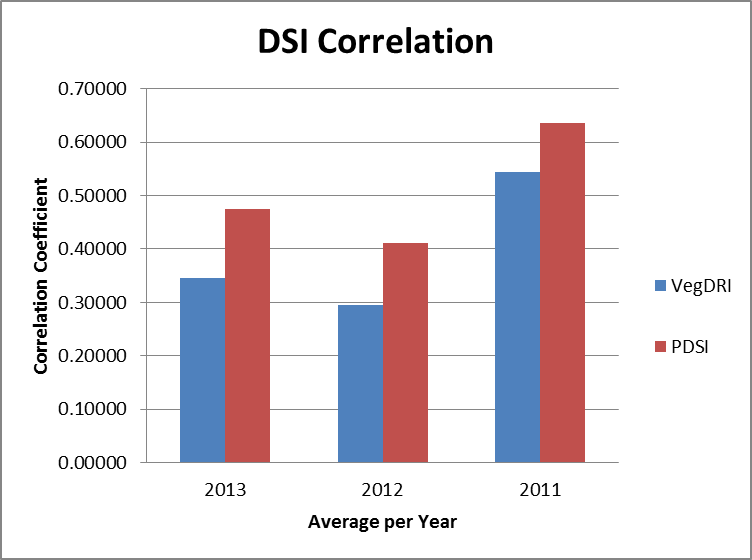 DSI Correlation
0.70000
0.60000
0.50000
0.40000
0.30000
0.20000
0.10000
0.00000
Correlation Coefficient
2013 2012 2011
Average per Year
VegDRI
PDSI